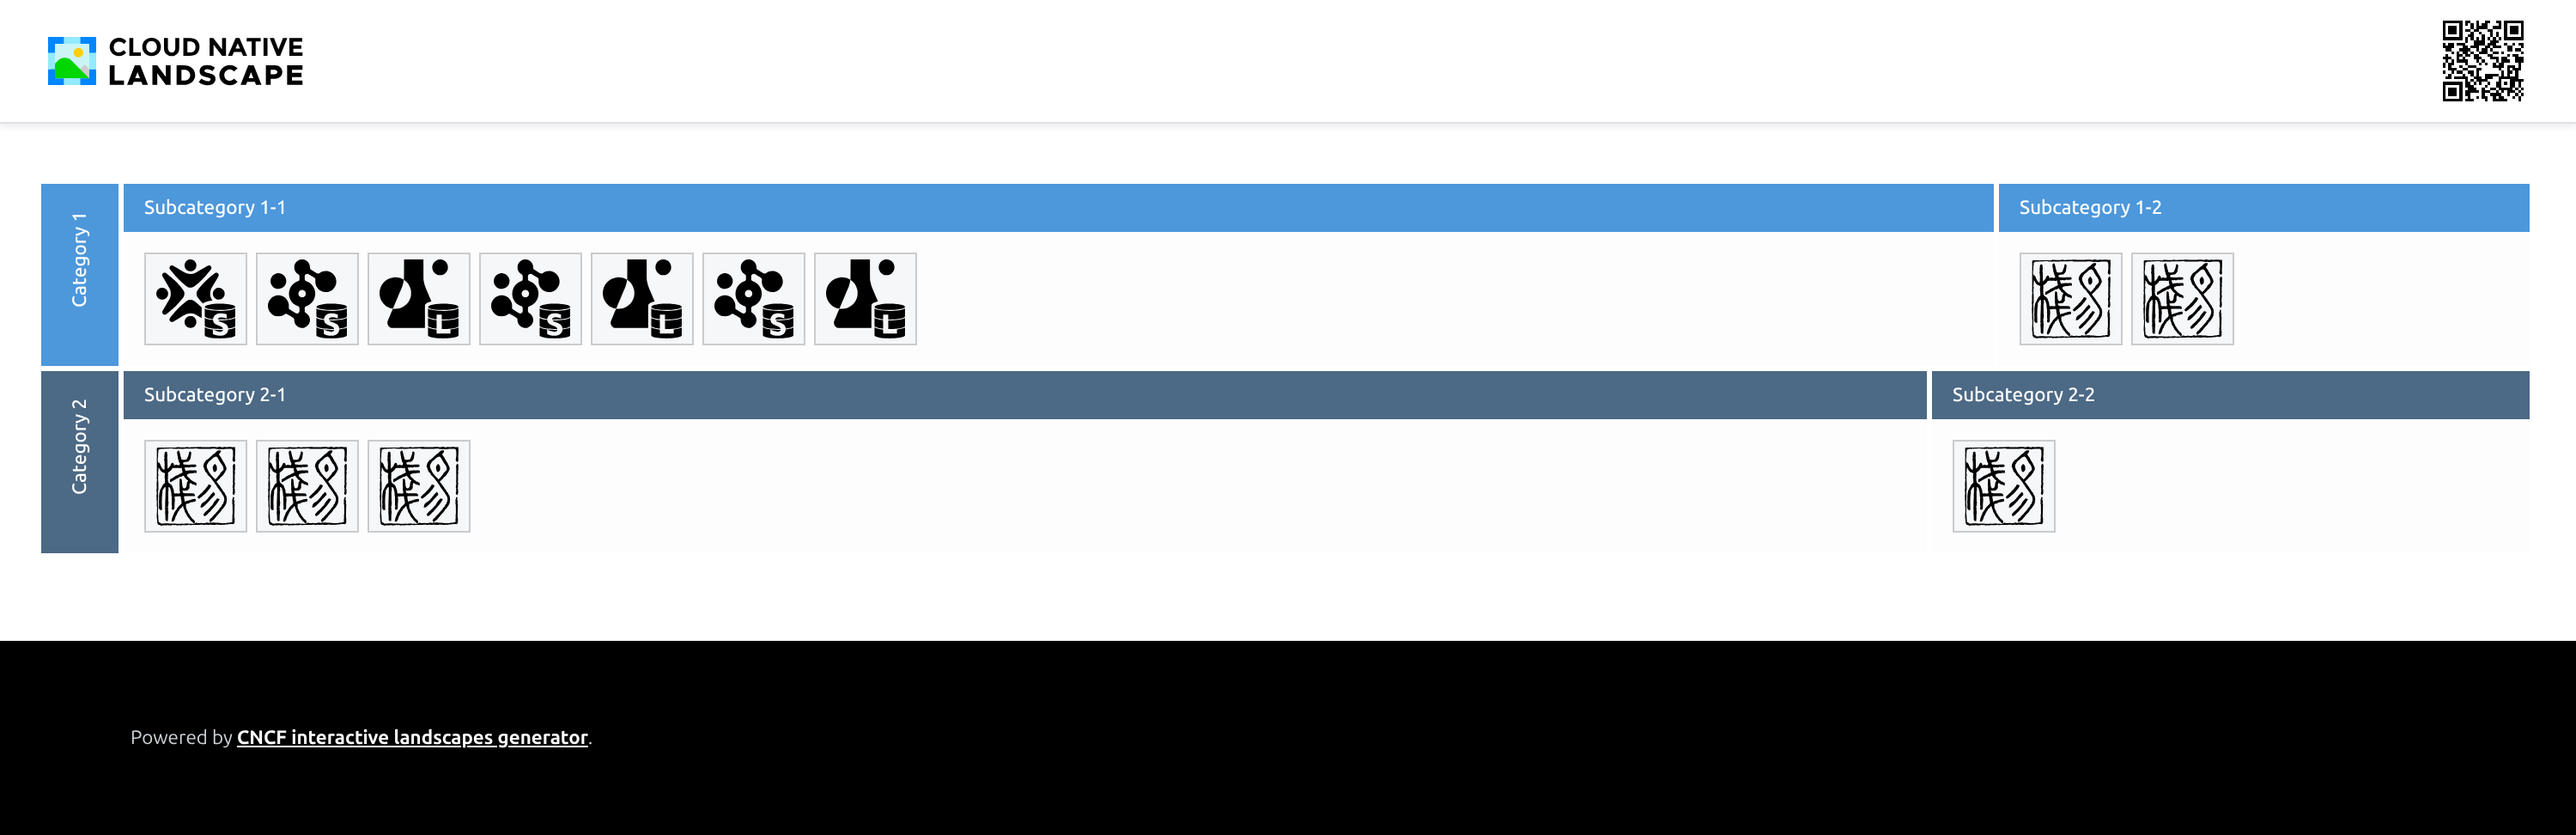 CLOUD NATIVE
LANDSCAPE
Category 1
Subcategory 1-1
Subcategory 1-2
S
S
L
S
L
S
L
Category 2
Subcategory 2-1
Subcategory 2-2
Powered by CNCF interactive landscapes generator.